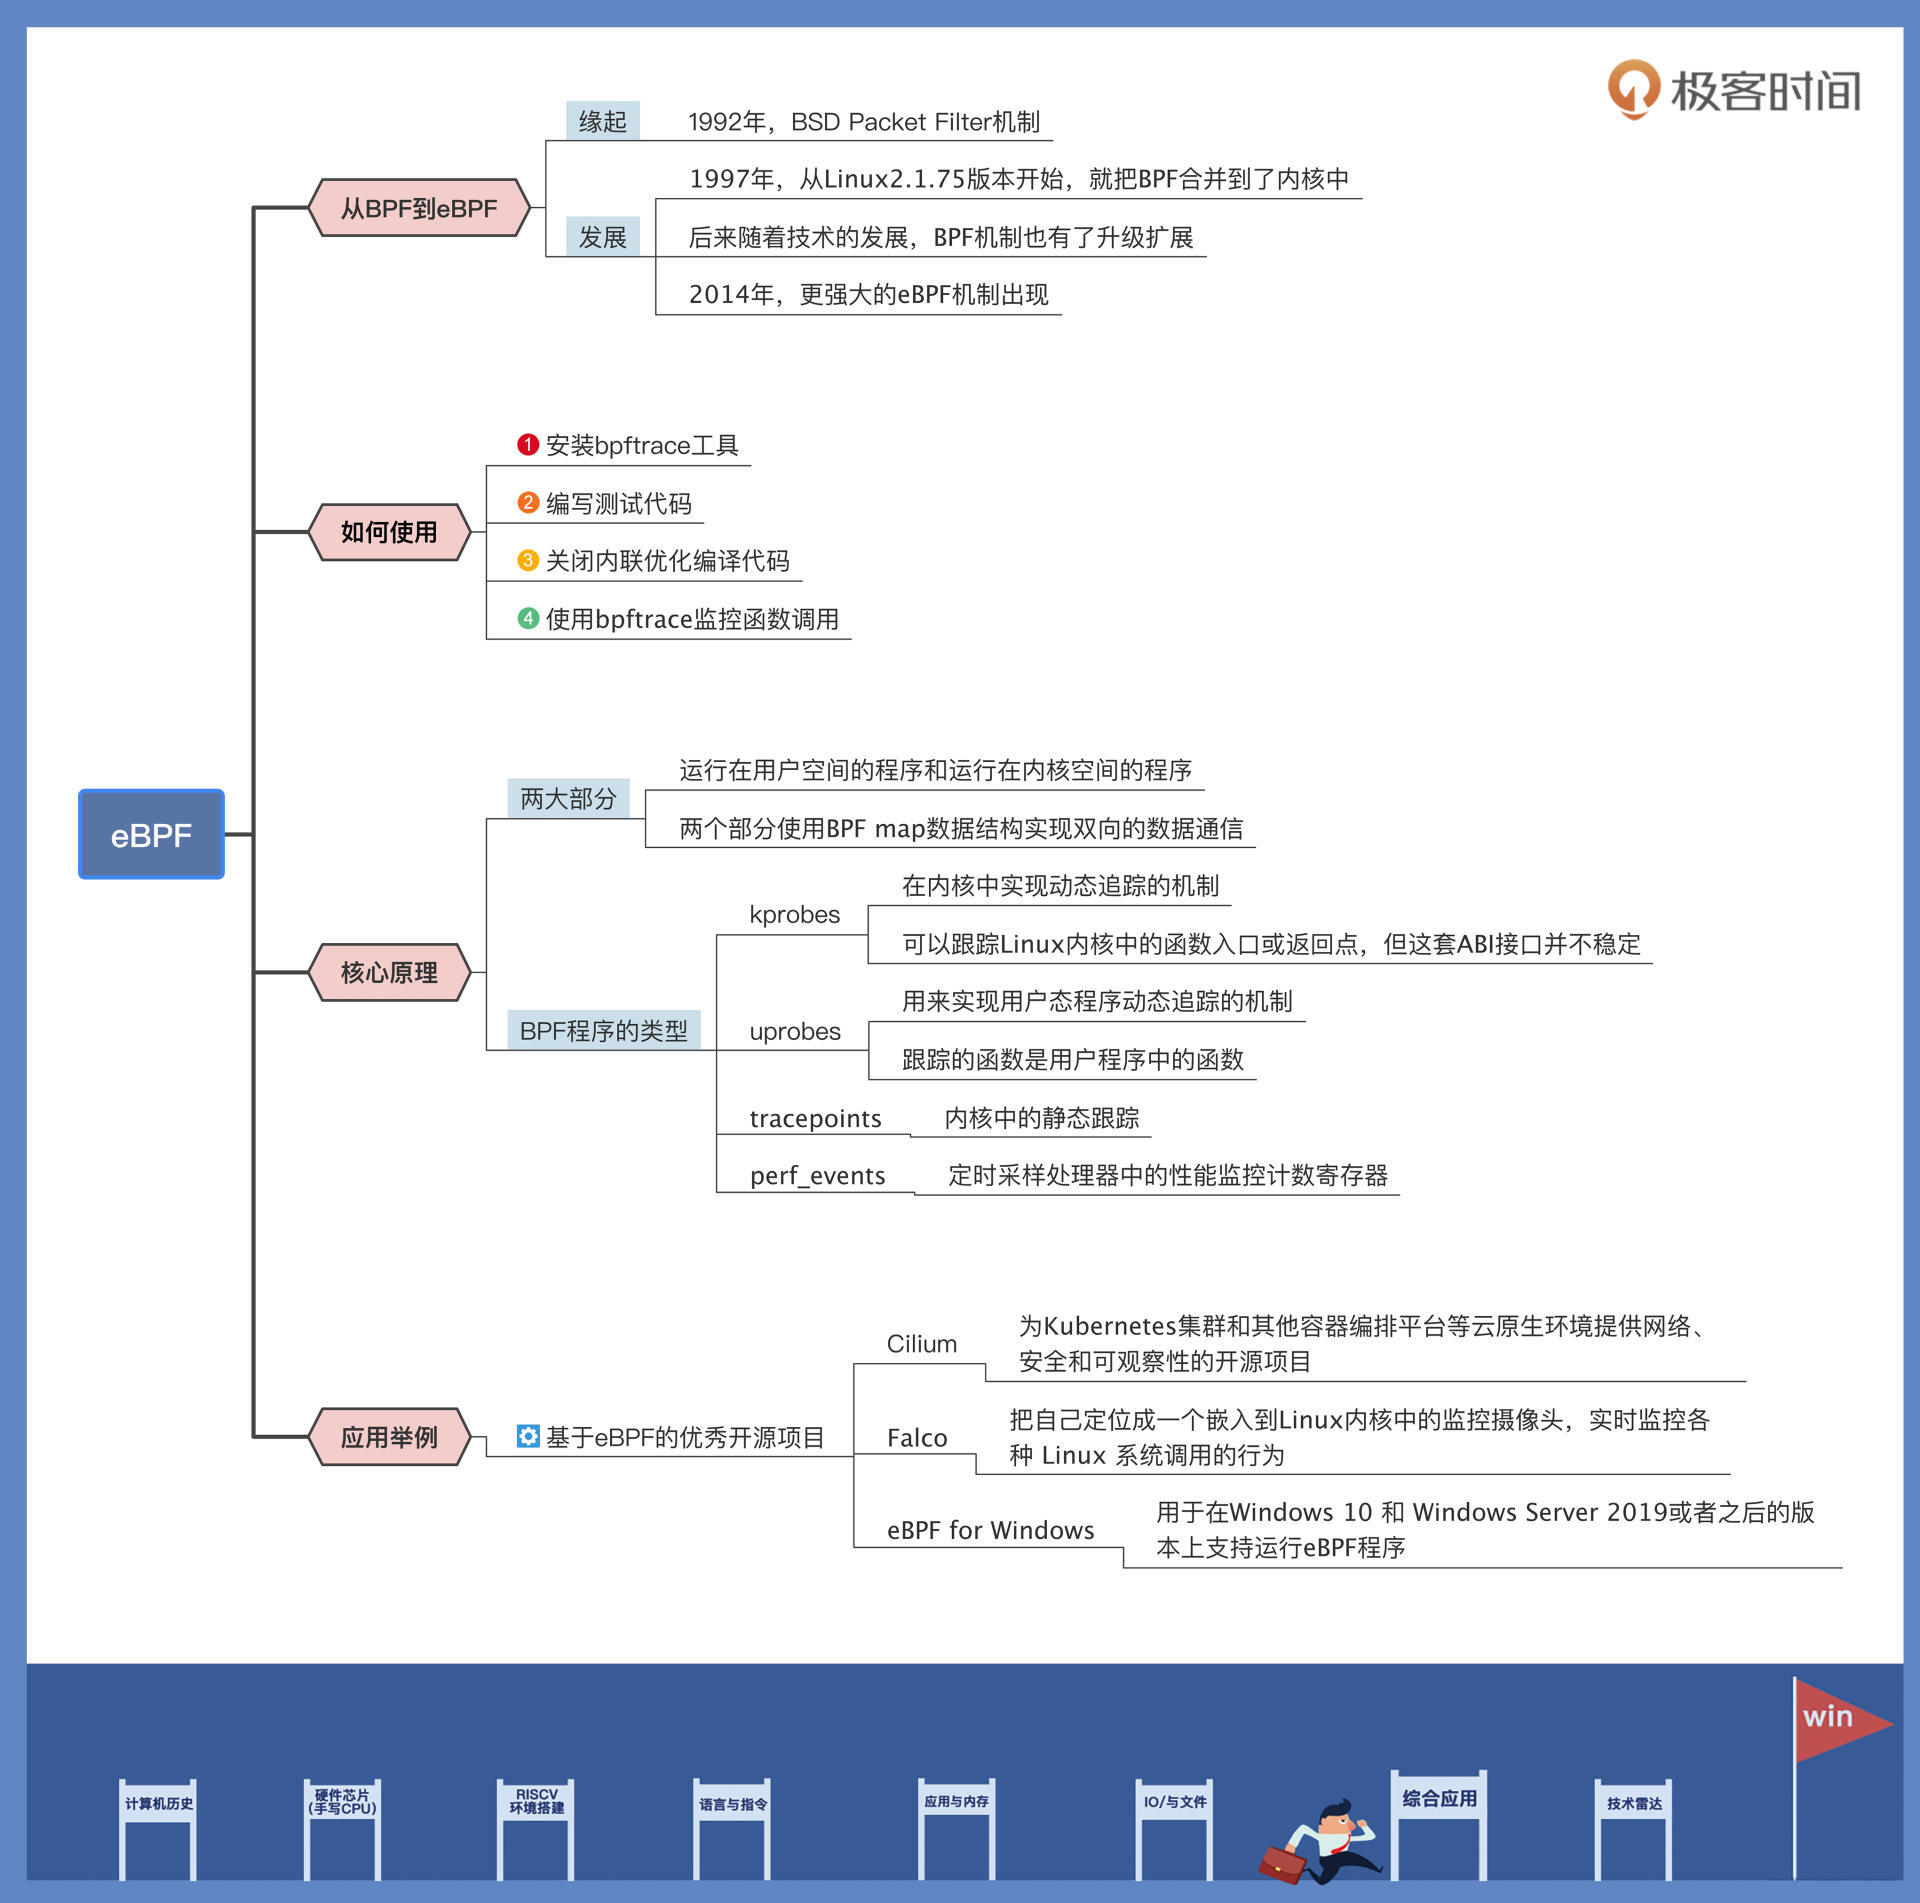 极客时间
eBPF
从BPF到eBPF
缘起
1992年，BSD Packet Filter机制
发展
1997年，从Linux2.1.75版本开始，就把BPF合并到了内核中
后来随着技术的发展，BPF机制也有了升级扩展
2014年，更强大的eBPF机制出现
如何使用
1 安装bpftrace工具
2 编写测试代码
3 关闭内联优化编译代码
4 使用bpftrace监控函数调用
核心原理
两大部分
运行在用户空间的程序和运行在内核空间的程序
两个部分使用BPF map数据结构实现双向的数据通信
BPF程序的类型
kprobes
在内核中实现动态追踪的机制
可以跟踪Linux内核中的函数入口或返回点，但这套ABI接口并不稳定
uprobes
用来实现用户态程序动态追踪的机制
跟踪的函数是用户程序中的函数
tracepoints
内核中的静态跟踪
perf_events
定时采样处理器中的性能监控计数寄存器
应用举例
基于eBPF的优秀开源项目
Cilium
为Kubernetes集群和其他容器编排平台等云原生环境提供网络、
安全和可观察性的开源项目
Falco
把自己定位成一个嵌入到Linux内核中的监控摄像头，实时监控各
种 Linux 系统调用的行为
eBPF for Windows
用于在Windows 10 和 Windows Server 2019或者之后的版
本上支持运行eBPF程序
计算机历史
硬件芯片
(手写CPU)
RISCV
环境搭建
语言与指令
应用与内存
IO/与文件
综合应用
技术雷达
win